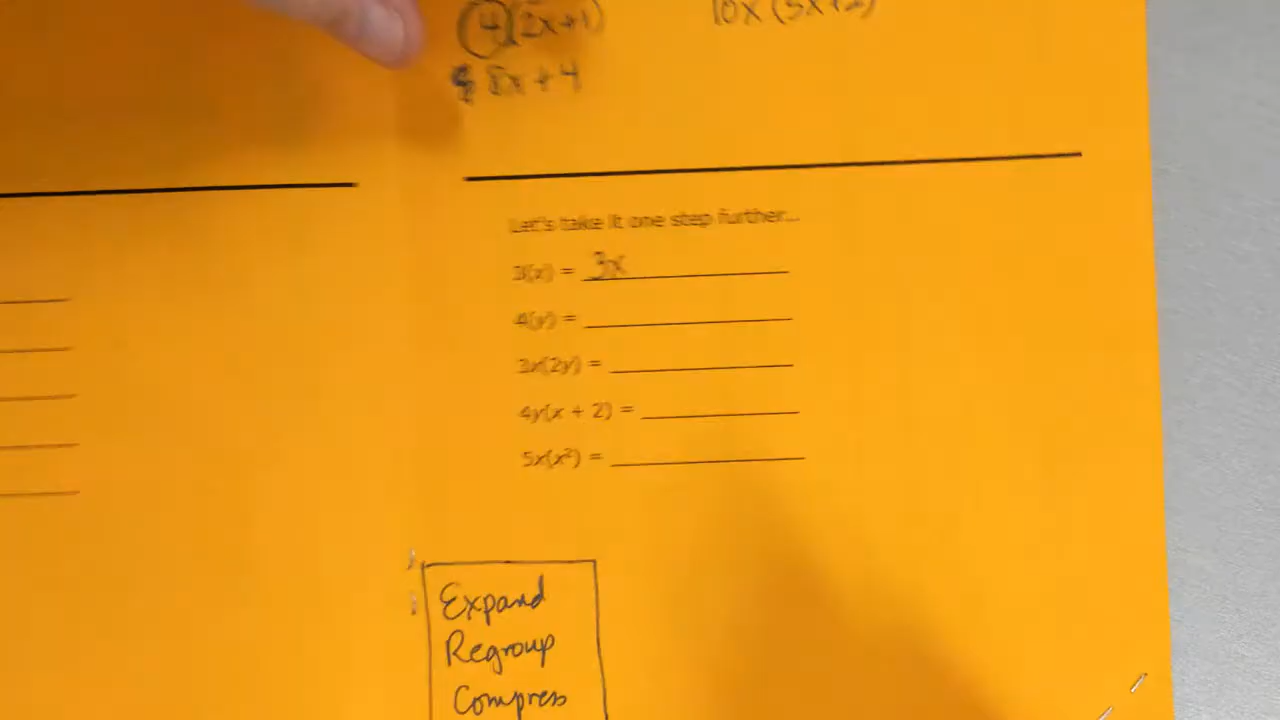 4(2x+1)
8x + 4
10x (5x+2)
Let's take it one step further...
3(x) = 3x
4(y) =
3x(2y) =
4y(x + 2) =
5x(x²) =
Expand
Regroup
Compress